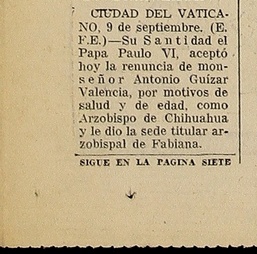 CIUDAD DEL VATICA-
NO, 9 de septiembre. (E.
F.E.)—Su Santidad el
Papa Paulo VI, aceptó
hoy la renuncia de mon-
señor Antonio Guízar
Valencia, por motivos de
salud y de edad, como
Arzobispo de Chihuahua
y le dio la sede titular ar-
zobispal de Fabiana.
SIGUE EN LA PAGINA SIETE